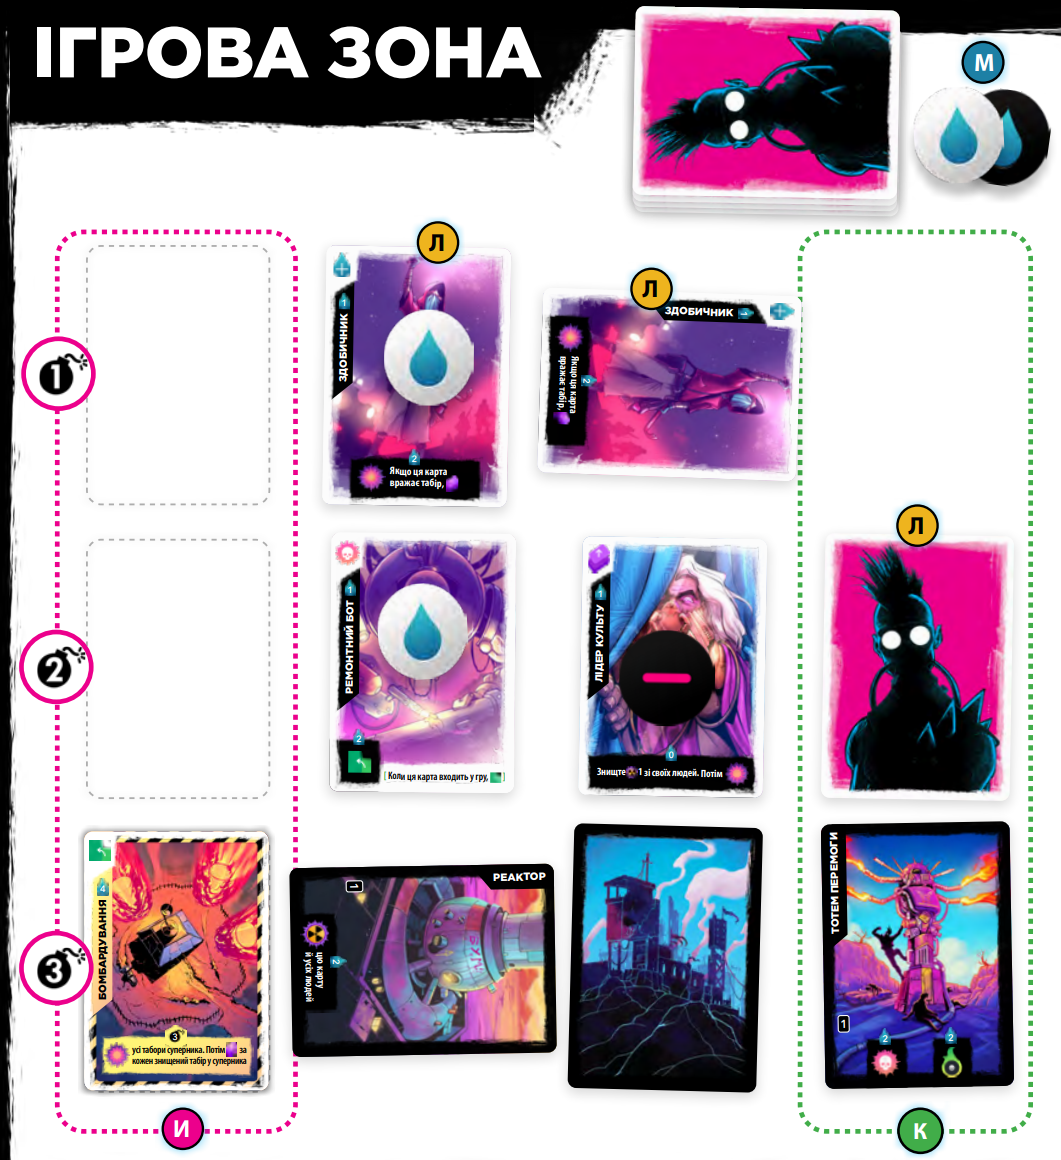 ІГРОВА ЗОНА
М
Л
ЗДОБИЧНИК
1
2
Якщо ця карта
вражає табір,
Л
ЗДОБИЧНИК
1
2
Якщо ця карта
вражає табір,
1
Л
РЕМОНТНИЙ БОТ
1
2
[ Коли ця карта входить у гру, ]
ЛІДЕР КУЛЬТУ
1
0
Знищте 1 зі своїх людей. Потім
2
БОМБАРДУВАННЯ
4
3
усі табори суперника. Потім за
кожен знищений табір у суперника
РЕАКТОР
1
2
цю карту
й усіх людей
ТОТЕМ ПЕРЕМОГИ
1
2
2
3
И
К